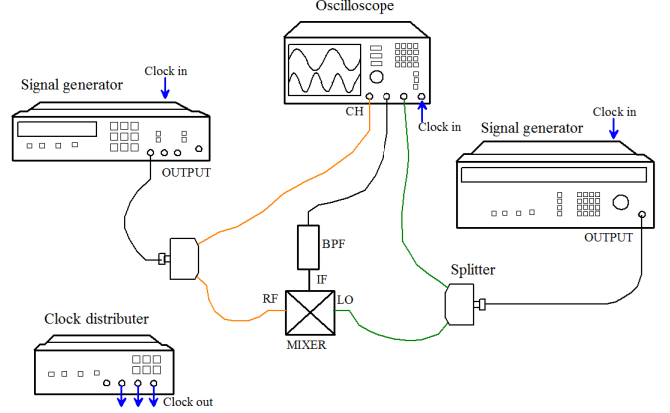 Oscilloscope
Clock in
Signal generator
CH
Clock in
Clock in
Signal generator
OUTPUT
OUTPUT
BPF
IF
Splitter
RF
LO
MIXER
Clock distributer
Clock out